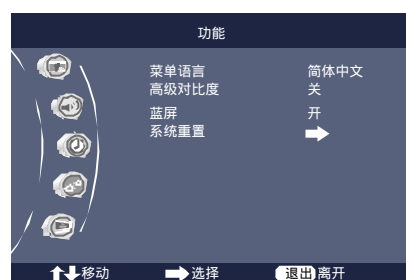 功能
菜单语言 简体中文
高级对比度 关
蓝屏 开
系统重置
移动 选择 退出 离开